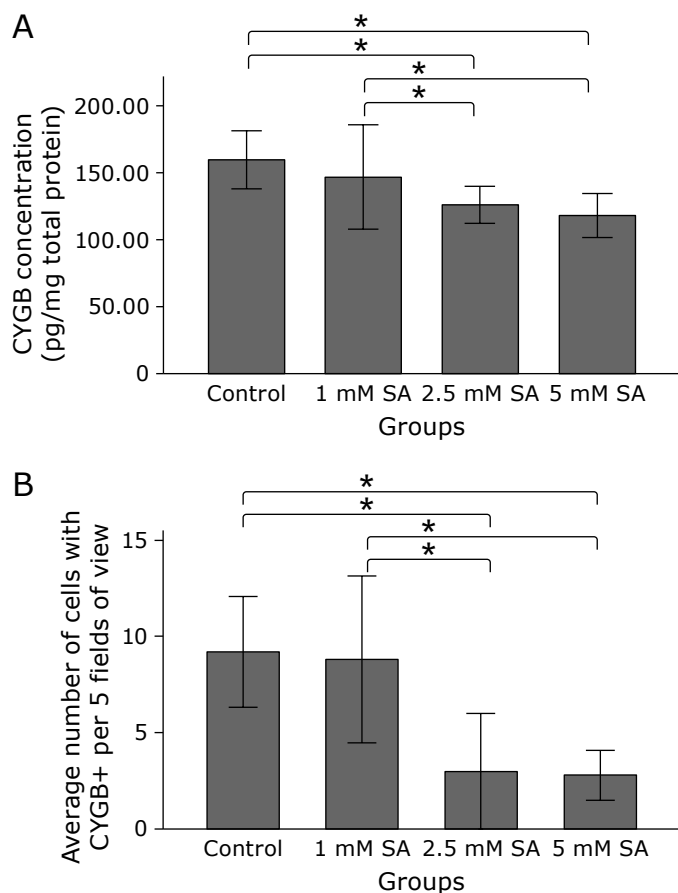 A
*
*
*
*
200.00
150.00
100.00
50.00
0
CYGB concentration
(pg/mg total protein)
Control 1 mM SA 2.5 mM SA 5 mM SA
Groups
B
*
*
*
*
15
10
5
0
Average number of cells with
CYGB+ per 5 fields of view
Control 1 mM SA 2.5 mM SA 5 mM SA
Groups